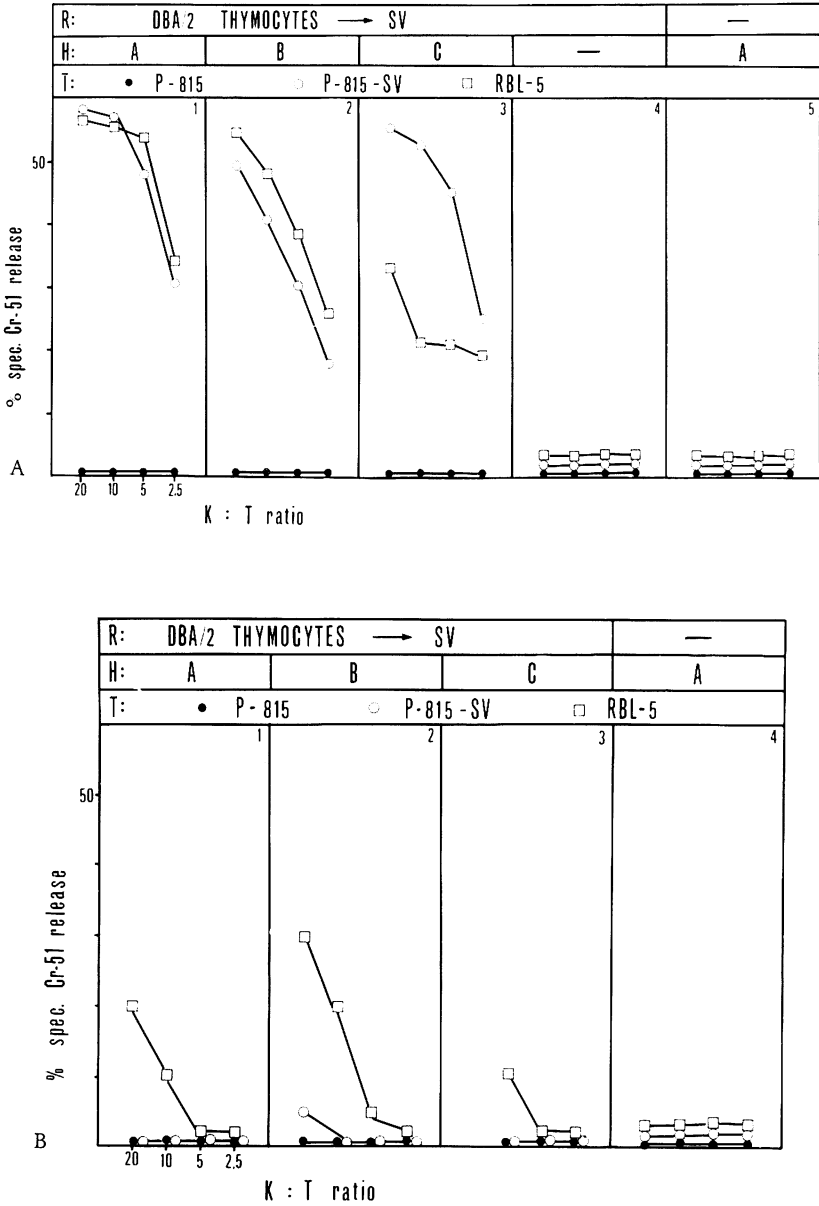 R: DBA/2 THYMOCYTES → SV —
H: A B C — A
T: ● P-815 ○ P-815-SV □ RBL-5
1 2 3 4 5
50
% spec. Cr-51 release
A
20 10 5 2.5
K : T ratio
R: DBA/2 THYMOCYTES → SV —
H: A B C A
T: ● P-815 ○ P-815-SV □ RBL-5
1 2 3 4
50
% spec. Cr-51 release
B
20 10 5 2.5
K : T ratio